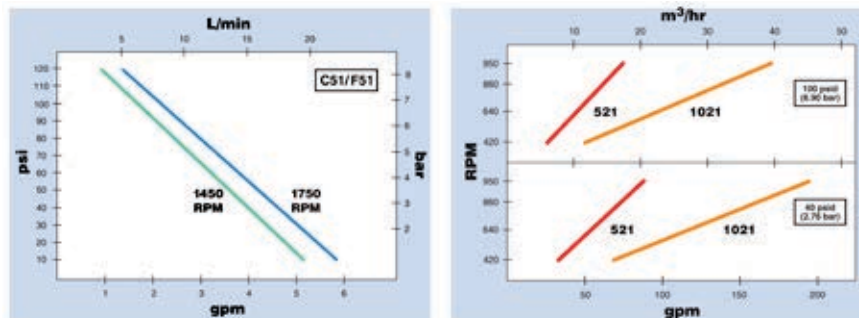 L/min
5 10 15 20
C51/F51
120
110
100
90
80
70
60
50
40
30
20
10
psi
8
7
6
5
4
3
2
bar
1450
RPM
1750
RPM
1 2 3 4 5 6
gpm
m³/hr
10 20 30 40 50
950
860
640
420
521
1021
100 psid
(6.90 bar)
RPM
950
860
640
420
521
1021
40 psid
(2.76 bar)
50 100 150 200
gpm